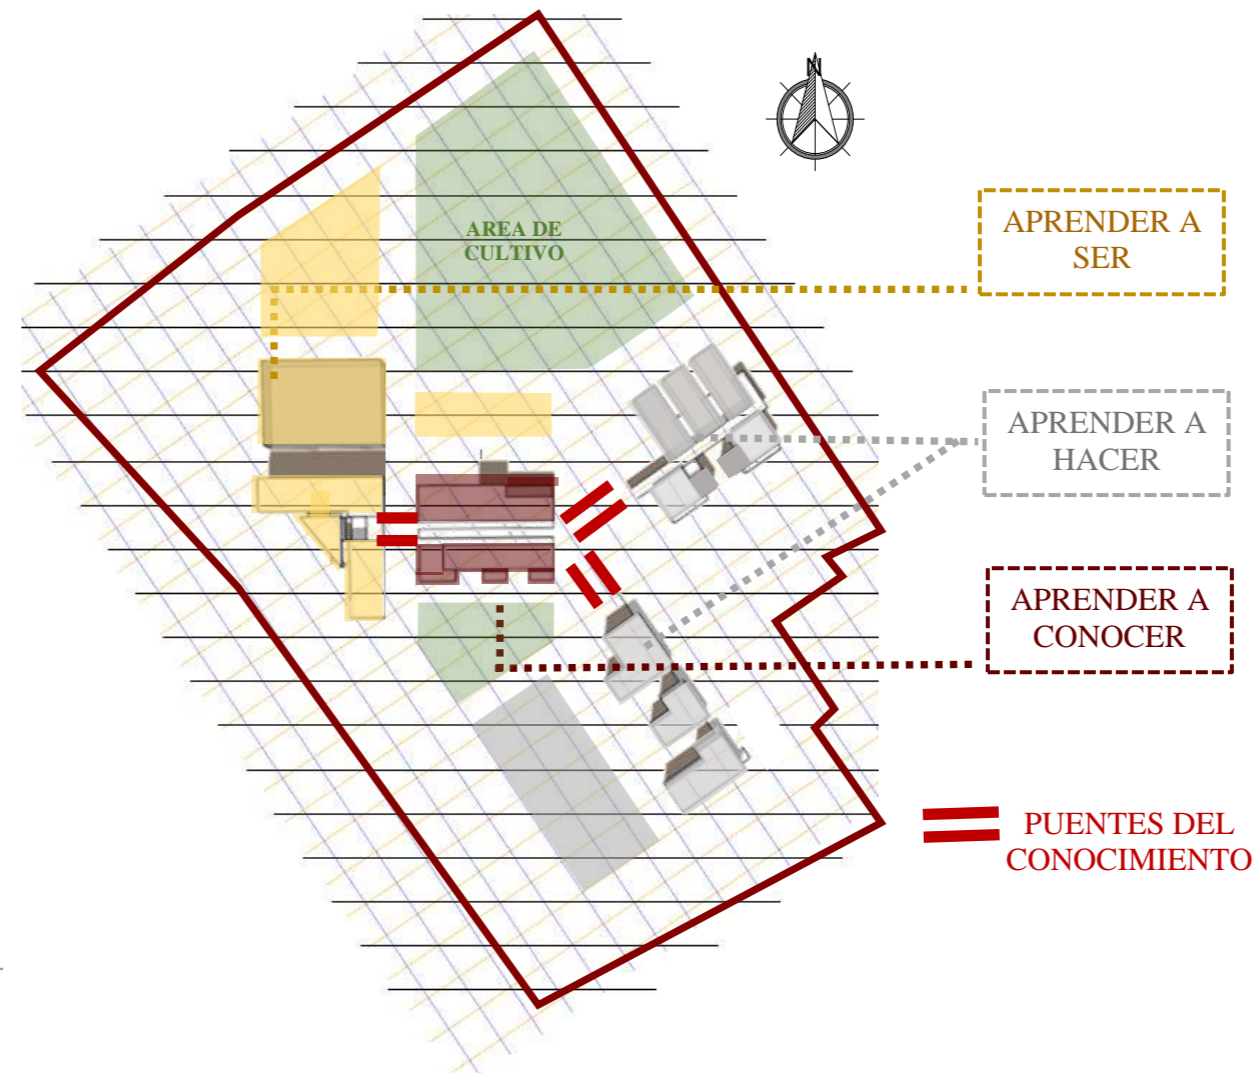 N
APRENDER A
SER
AREA DE
CULTIVO
APRENDER A
HACER
APRENDER A
CONOCER
PUENTES DEL
CONOCIMIENTO